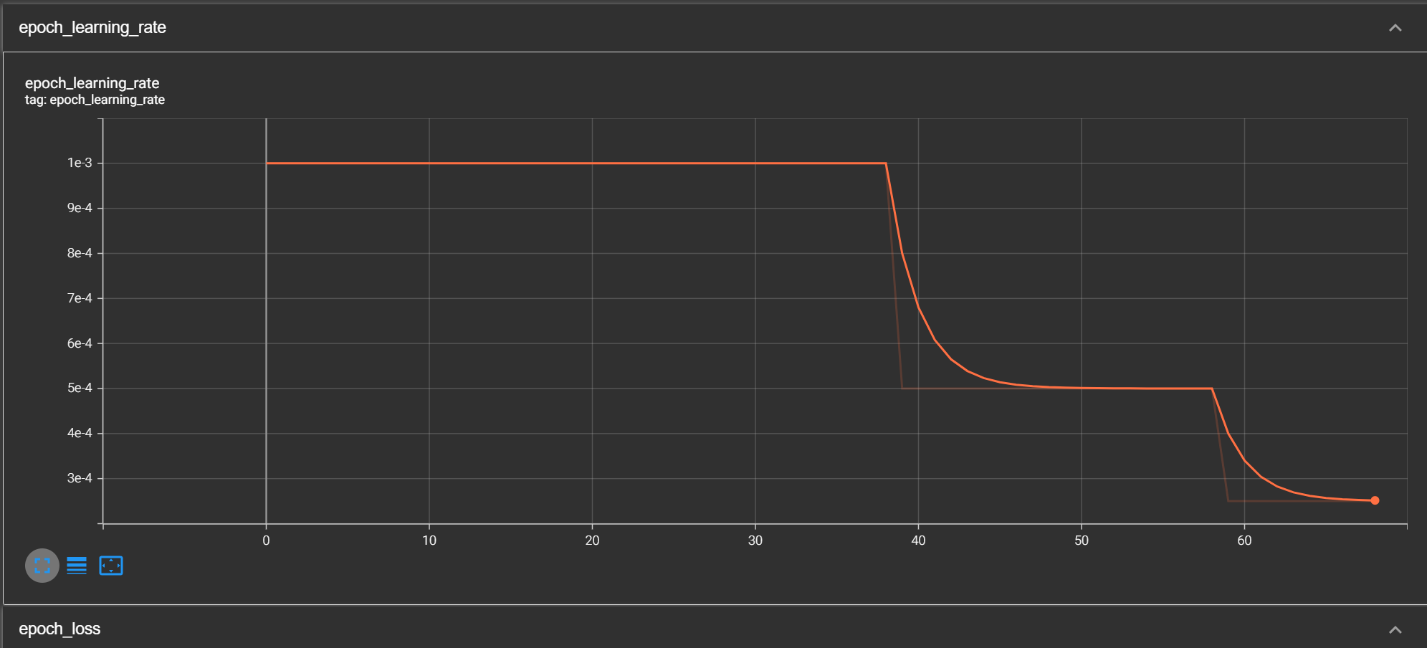 epoch_learning_rate
epoch_learning_rate
tag: epoch_learning_rate
1e-3
9e-4
8e-4
7e-4
6e-4
5e-4
4e-4
3e-4
0 10 20 30 40 50 60
epoch_loss